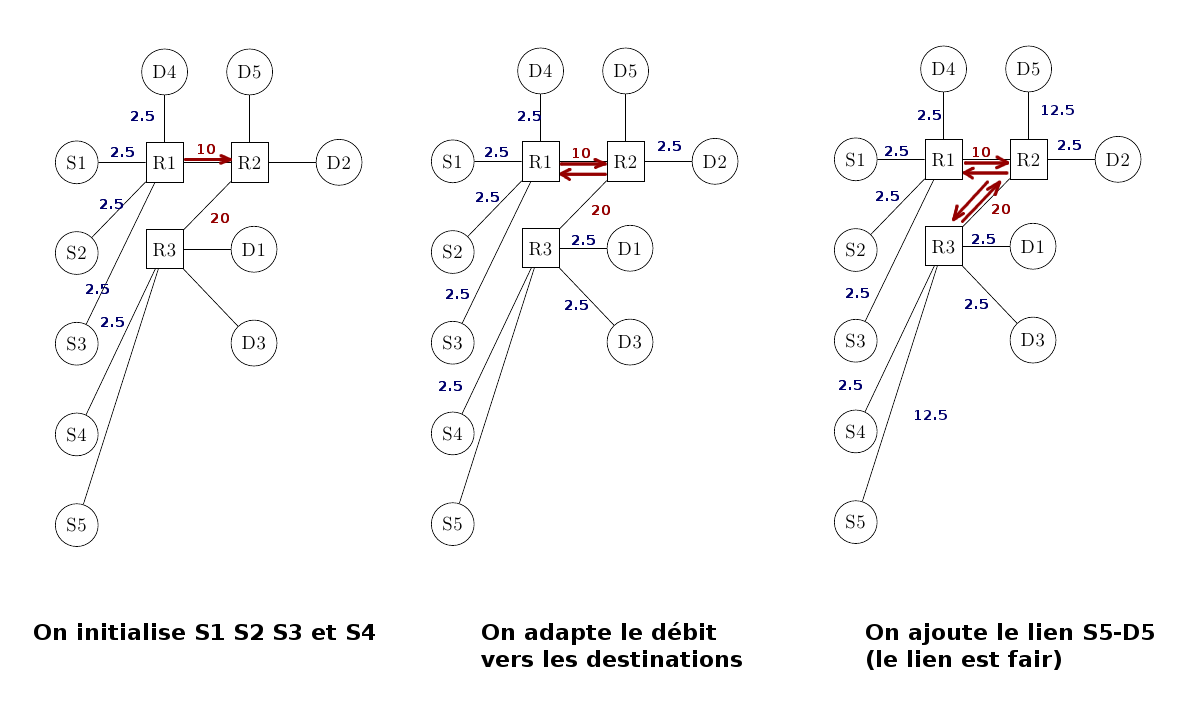 D4 D5
2.5
S1 2.5 R1 10 R2 D2
2.5
20
S2 R3 D1
2.5
2.5
S3 D3
S4
S5
On initialise S1 S2 S3 et S4
D4 D5
2.5
S1 2.5 R1 10 R2 2.5 D2
2.5
20
S2 R3 2.5 D1
2.5
2.5
S3 D3
2.5
S4
S5
On adapte le débit
vers les destinations
D4 D5
2.5 12.5
S1 2.5 R1 10 R2 2.5 D2
2.5
20
S2 R3 2.5 D1
2.5
2.5
S3 D3
2.5
12.5
S4
S5
On ajoute le lien S5-D5
(le lien est fair)